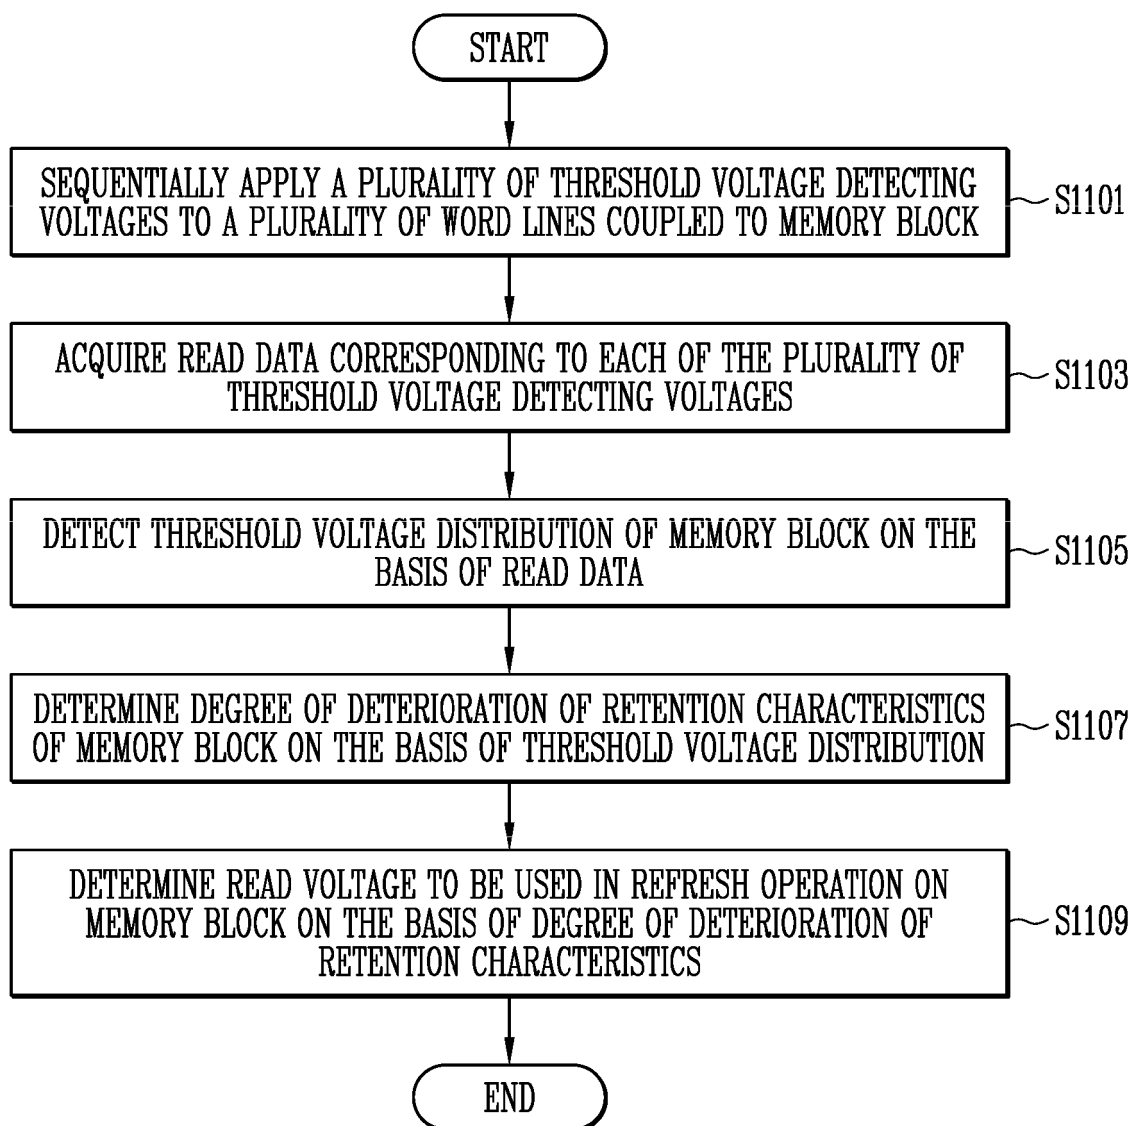 START
SEQUENTIALLY APPLY A PLURALITY OF THRESHOLD VOLTAGE DETECTING
VOLTAGES TO A PLURALITY OF WORD LINES COUPLED TO MEMORY BLOCK
S1101
ACQUIRE READ DATA CORRESPONDING TO EACH OF THE PLURALITY OF
THRESHOLD VOLTAGE DETECTING VOLTAGES
S1103
DETECT THRESHOLD VOLTAGE DISTRIBUTION OF MEMORY BLOCK ON THE
BASIS OF READ DATA
S1105
DETERMINE DEGREE OF DETERIORATION OF RETENTION CHARACTERISTICS
OF MEMORY BLOCK ON THE BASIS OF THRESHOLD VOLTAGE DISTRIBUTION
S1107
DETERMINE READ VOLTAGE TO BE USED IN REFRESH OPERATION ON
MEMORY BLOCK ON THE BASIS OF DEGREE OF DETERIORATION OF
RETENTION CHARACTERISTICS
S1109
END